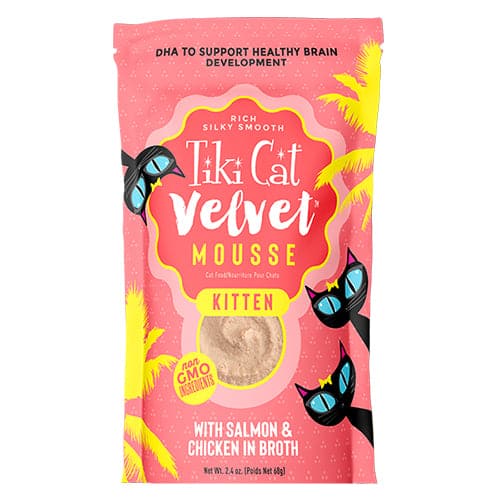 DHA TO SUPPORT HEALTHY BRAIN
DEVELOPMENT
RICH
SILKY SMOOTH
Tiki Cat
Velvet™
MOUSSE
Cat Food/Nourriture Pour Chats
KITTEN
non
GMO
INGREDIENTS
WITH SALMON &
CHICKEN IN BROTH
Net Wt. 2.4 oz. (Poids Net 68g)